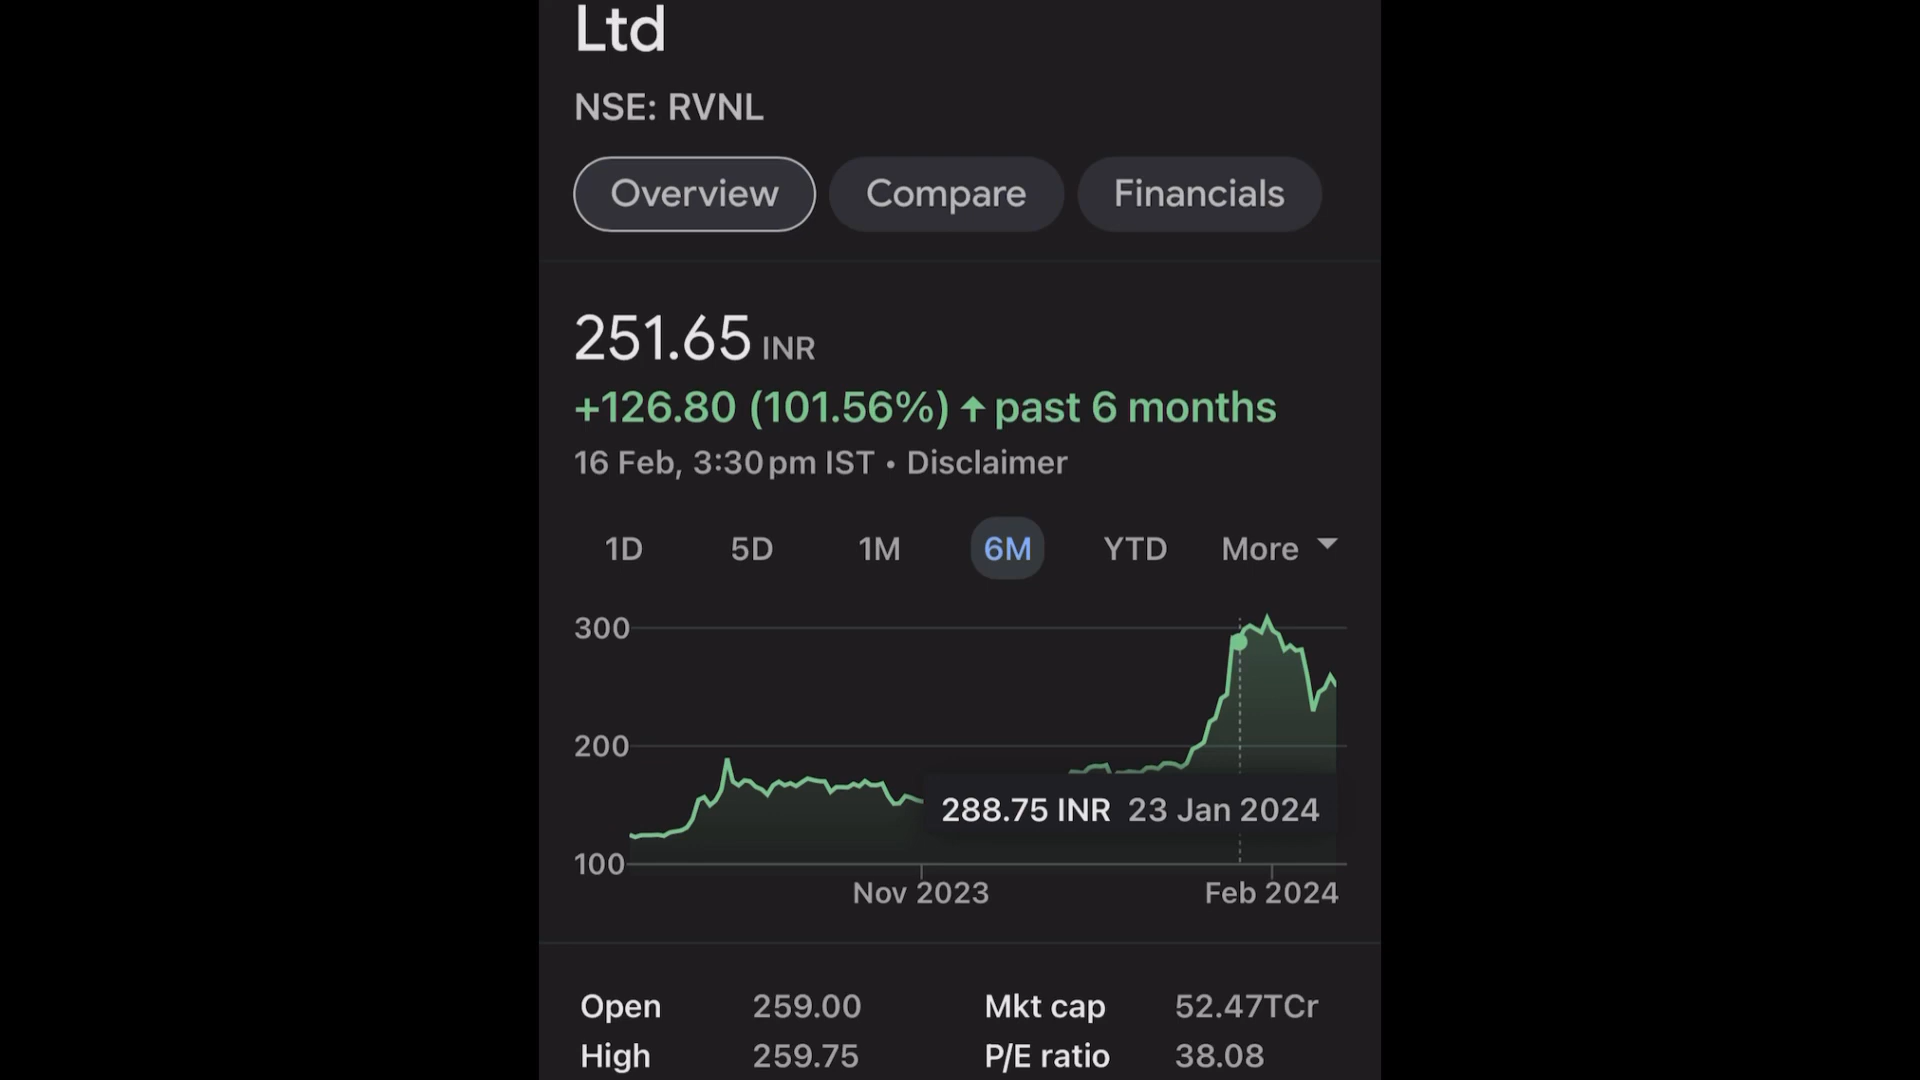 Ltd
NSE: RVNL
Overview Compare Financials
251.65 INR
+126.80 (101.56%) ↑ past 6 months
16 Feb, 3:30 pm IST • Disclaimer
1D 5D 1M 6M YTD More
300
200
288.75 INR 23 Jan 2024
100
Nov 2023 Feb 2024
Open 259.00 Mkt cap 52.47TCr
High 259.75 P/E ratio 38.08